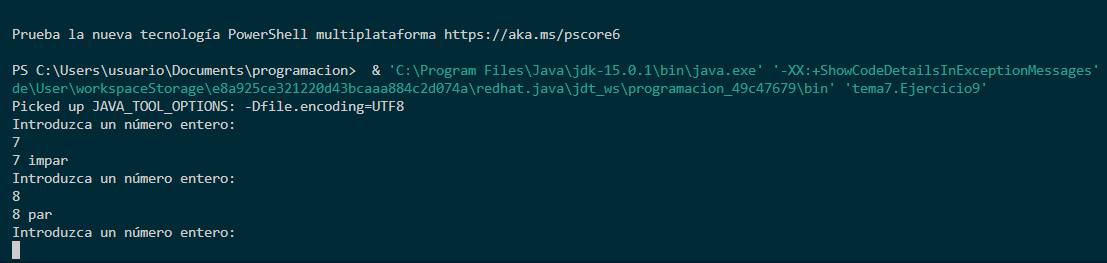 Prueba la nueva tecnología PowerShell multiplataforma https://aka.ms/pscore6
PS C:\Users\usuario\Documents\programacion>  & 'C:\Program Files\Java\jdk-15.0.1\bin\java.exe' '-XX:+ShowCodeDetailsInExceptionMessages'
de\User\workspaceStorage\e8a925ce321220d43bcaaa884c2d074a\redhat.java\jdt_ws\programacion_49c47679\bin' 'tema7.Ejercicio9'
Picked up JAVA_TOOL_OPTIONS: -Dfile.encoding=UTF8
Introduzca un número entero:
7
7 impar
Introduzca un número entero:
8
8 par
Introduzca un número entero: